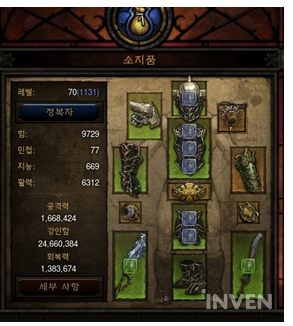 소지품
레벨: 70(1131)
정복자
힘: 9729
민첩: 77
지능: 669
활력: 6312
공격력
1,668,424
강인함
24,660,384
회복력
1,383,674
세부 사항
INVEN